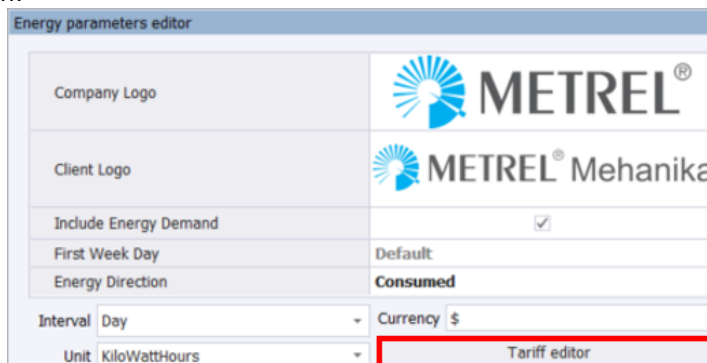 ...
Energy parameters editor
Company Logo
METREL®
Client Logo
METREL® Mehanika
Include Energy Demand
First Week Day Default
Energy Direction Consumed
Interval Day Currency $
Unit KiloWattHours Tariff editor